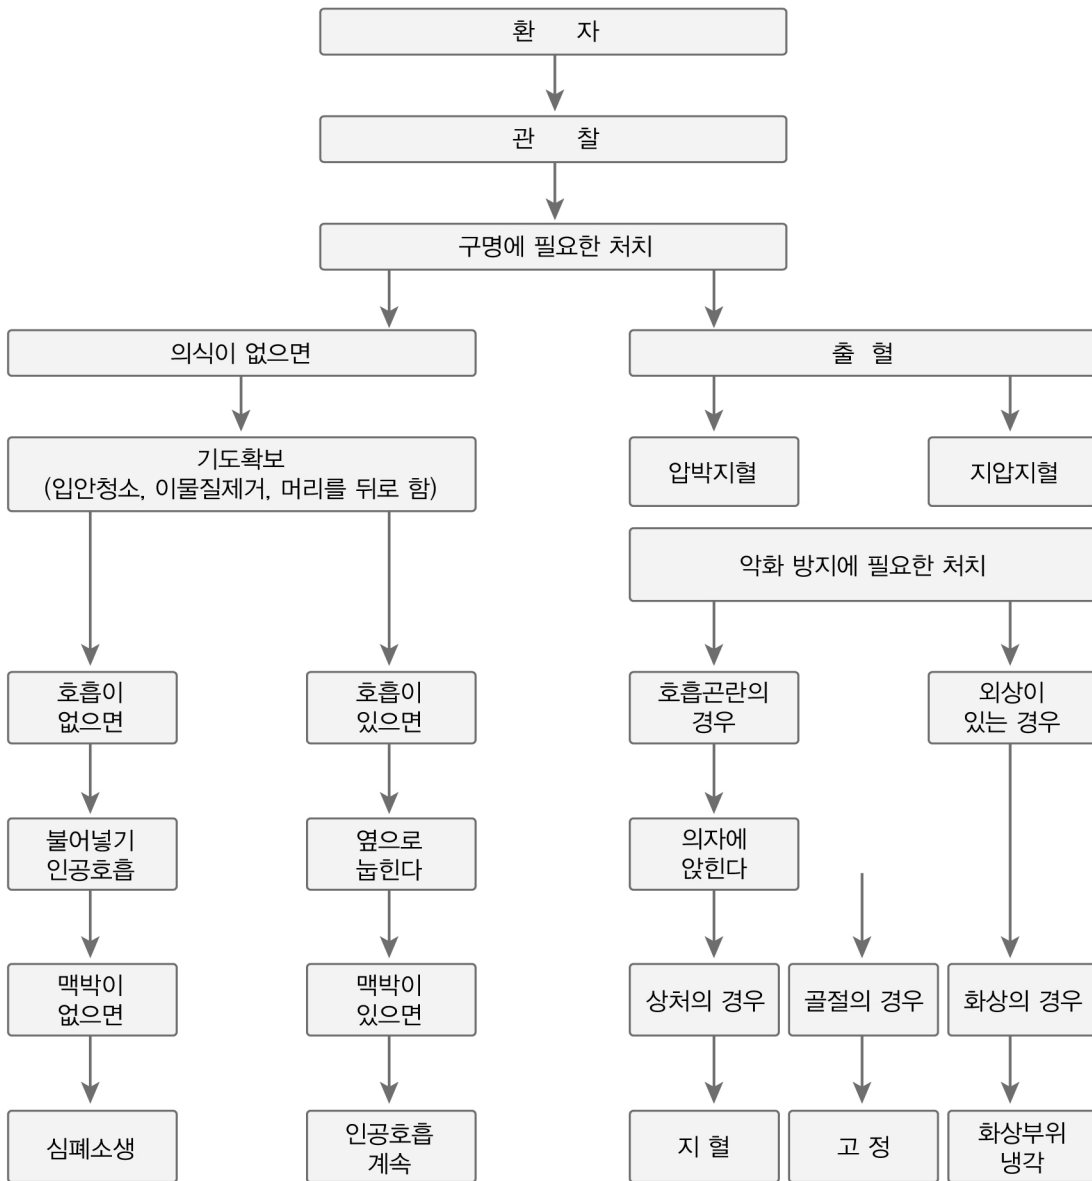 환 자
관 찰
구명에 필요한 처치
의식이 없으면
출 혈
기도확보
(입안청소, 이물질제거, 머리를 뒤로 함)
압박지혈
지압지혈
악화 방지에 필요한 처치
호흡이
없으면
호흡이
있으면
호흡곤란의
경우
외상이
있는 경우
불어넣기
인공호흡
옆으로
눕힌다
의자에
앉힌다
맥박이
없으면
맥박이
있으면
상처의 경우
골절의 경우
화상의 경우
심폐소생
인공호흡
계속
지 혈
고 정
화상부위
냉각